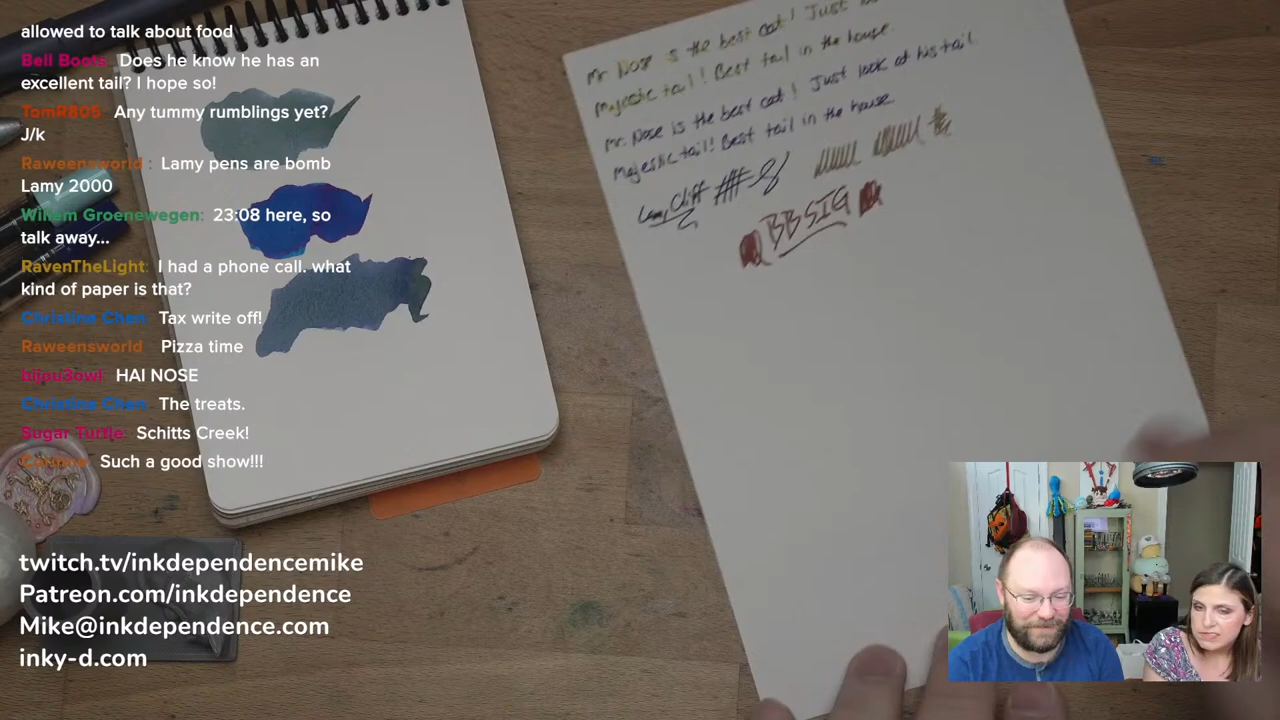 allowed to talk about food
Bell Boots: Does he know he has an
excellent tail? I hope so!
TomR805: Any tummy rumblings yet?
J/k
Raweensworld : Lamy pens are bomb
Lamy 2000
Willem Groenewegen: 23:08 here, so
talk away...
RavenTheLight: I had a phone call. what
kind of paper is that?
Christine Chen: Tax write off!
Raweensworld Pizza time
bijou3owl: HAI NOSE
Christine Chen: The treats.
Sugar Turtle: Schitts Creek!
Such a good show!!!
twitch.tv/inkdependencemike
Patreon.com/inkdependence
Mike@inkdependence.com
inky-d.com
Mr. Nose is the best cat! Just
majestic tail! Best tail in the house.
Mr. Nose is the best cat! Just look at his tail.
Majestic tail! Best tail in the house
Cliff
BBSIG